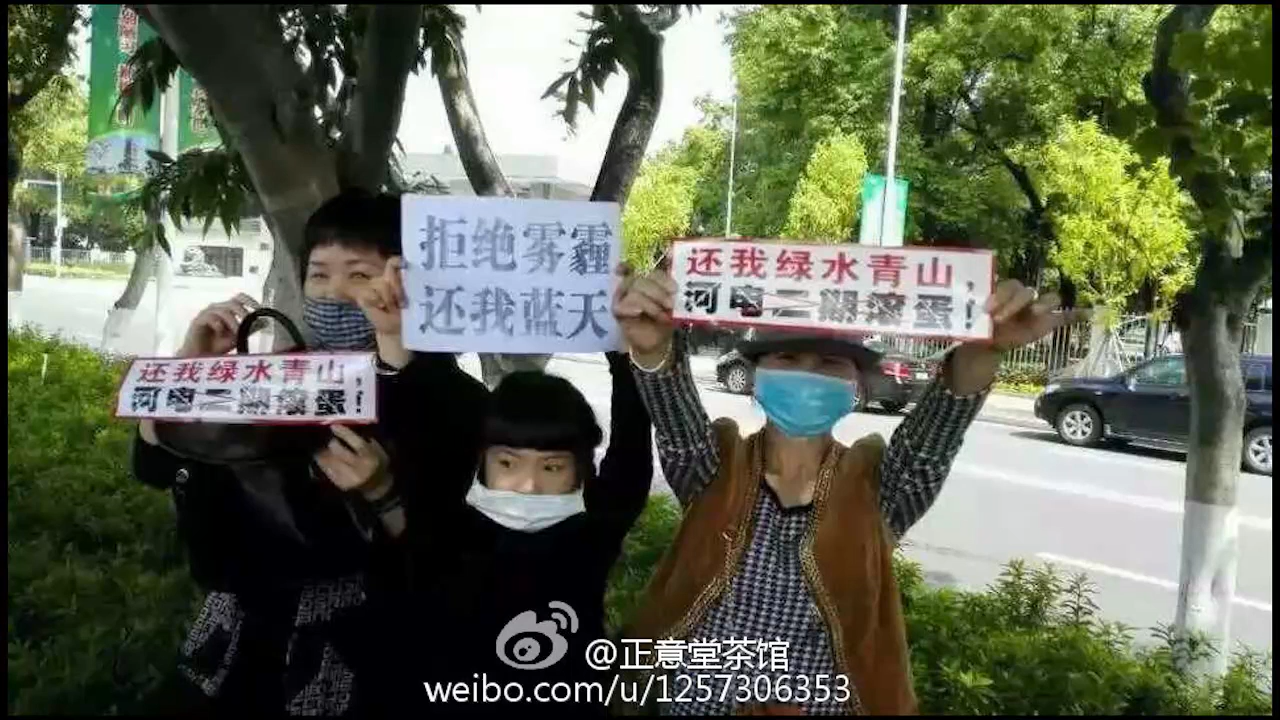 拒绝雾霾
还我蓝天
还我绿水青山，
河电二期滚蛋！
还我绿水青山，
河电二期滚蛋！
@正意堂茶馆
weibo.com/u/1257306353